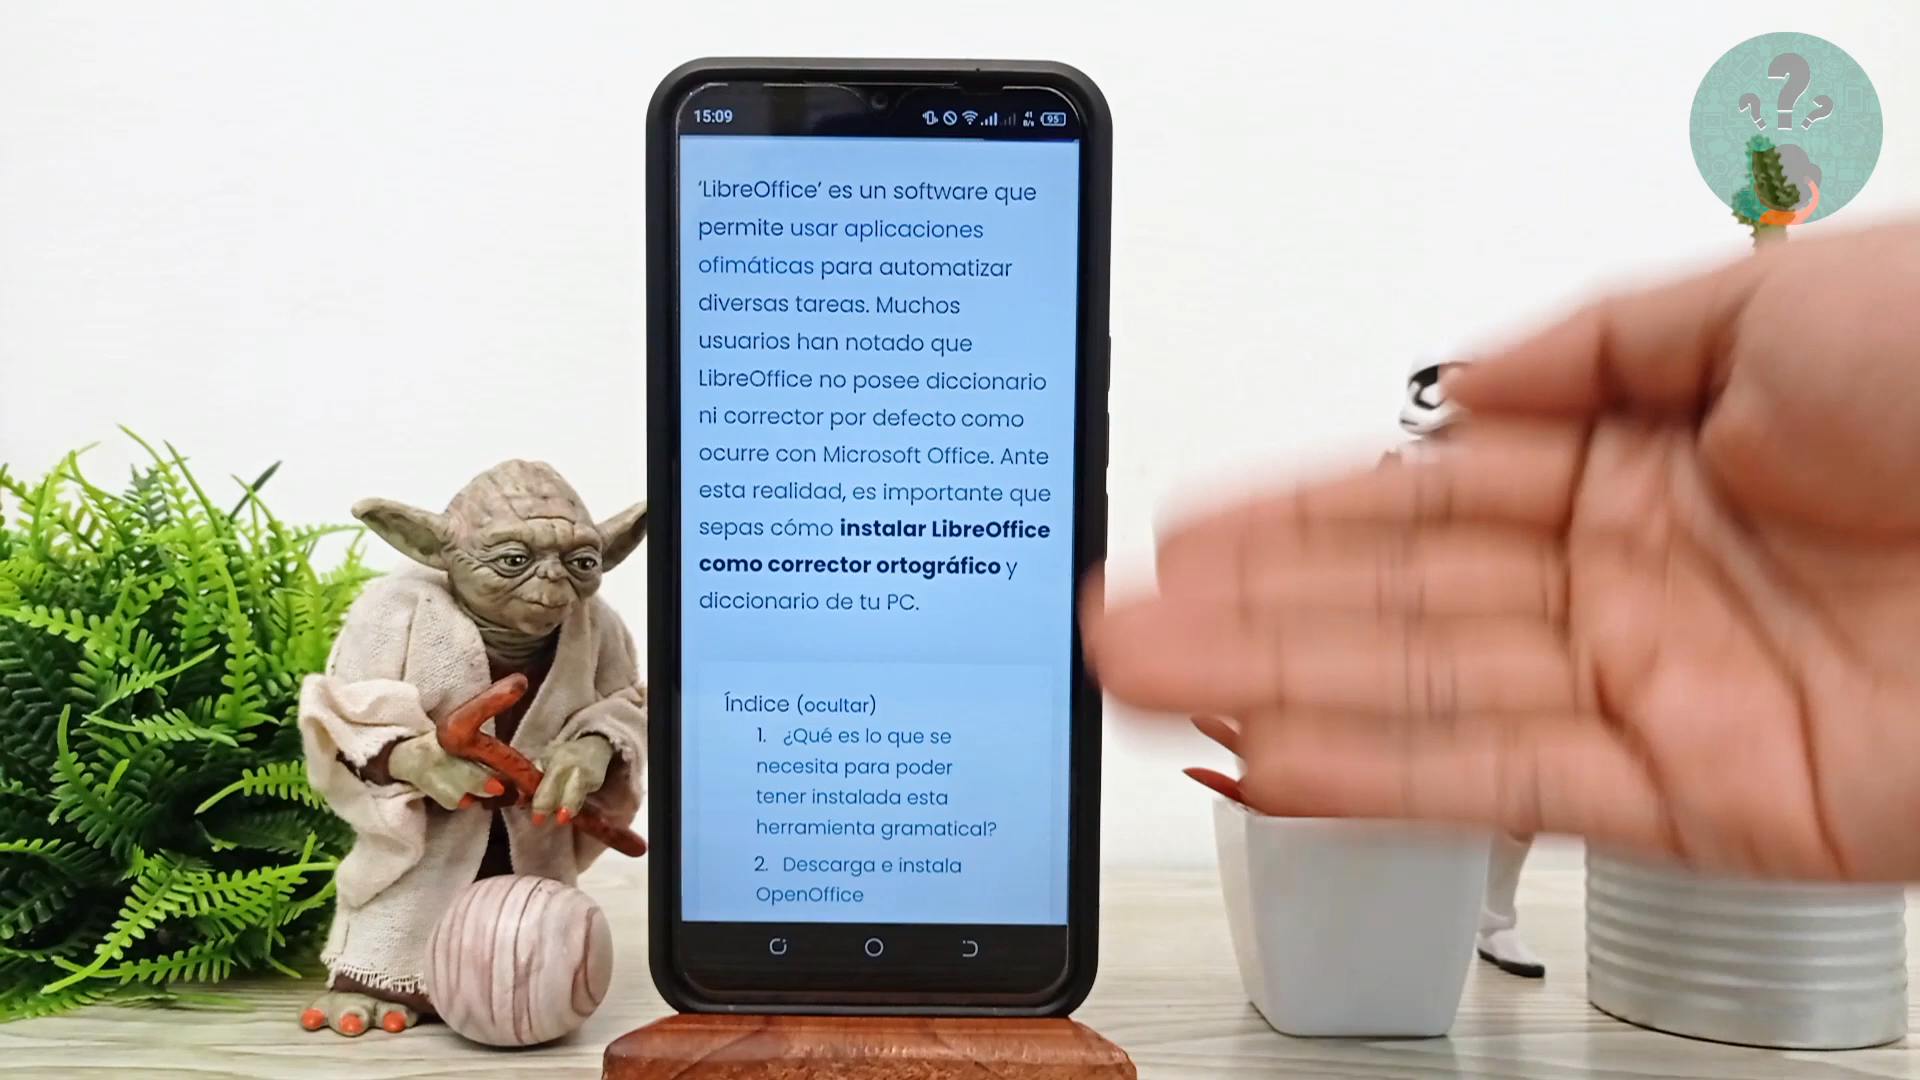 15:09
41
B/s
95
‘LibreOffice’ es un software que
permite usar aplicaciones
ofimáticas para automatizar
diversas tareas. Muchos
usuarios han notado que
LibreOffice no posee diccionario
ni corrector por defecto como
ocurre con Microsoft Office. Ante
esta realidad, es importante que
sepas cómo instalar LibreOffice
como corrector ortográfico y
diccionario de tu PC.
Índice (ocultar)
1. ¿Qué es lo que se
necesita para poder
tener instalada esta
herramienta gramatical?
2. Descarga e instala
OpenOffice